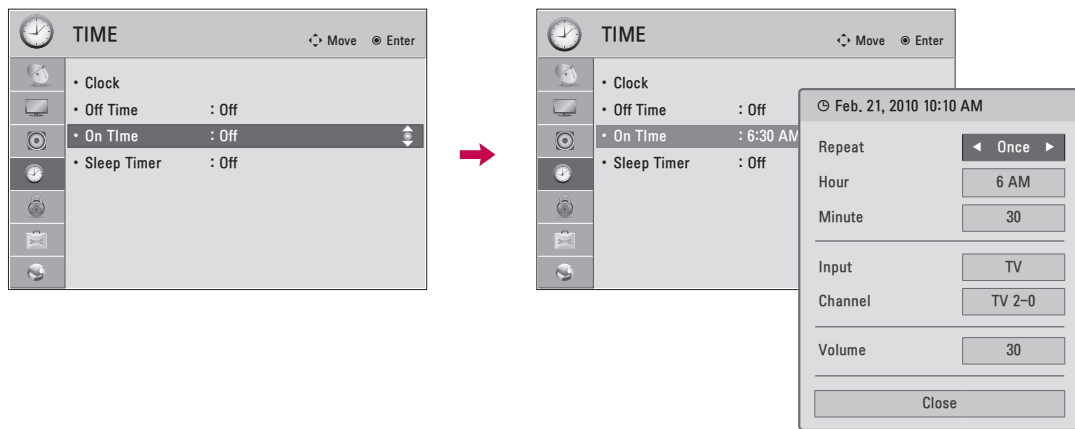 TIME
Move Enter
• Clock
• Off Time : Off
• On TIme : Off
• Sleep Timer : Off
TIME
Move Enter
• Clock
• Off Time : Off
• On TIme : 6:30 AM
• Sleep Timer : Off
Feb. 21, 2010 10:10 AM
Repeat ◄ Once ►
Hour 6 AM
Minute 30
Input TV
Channel TV 2-0
Volume 30
Close